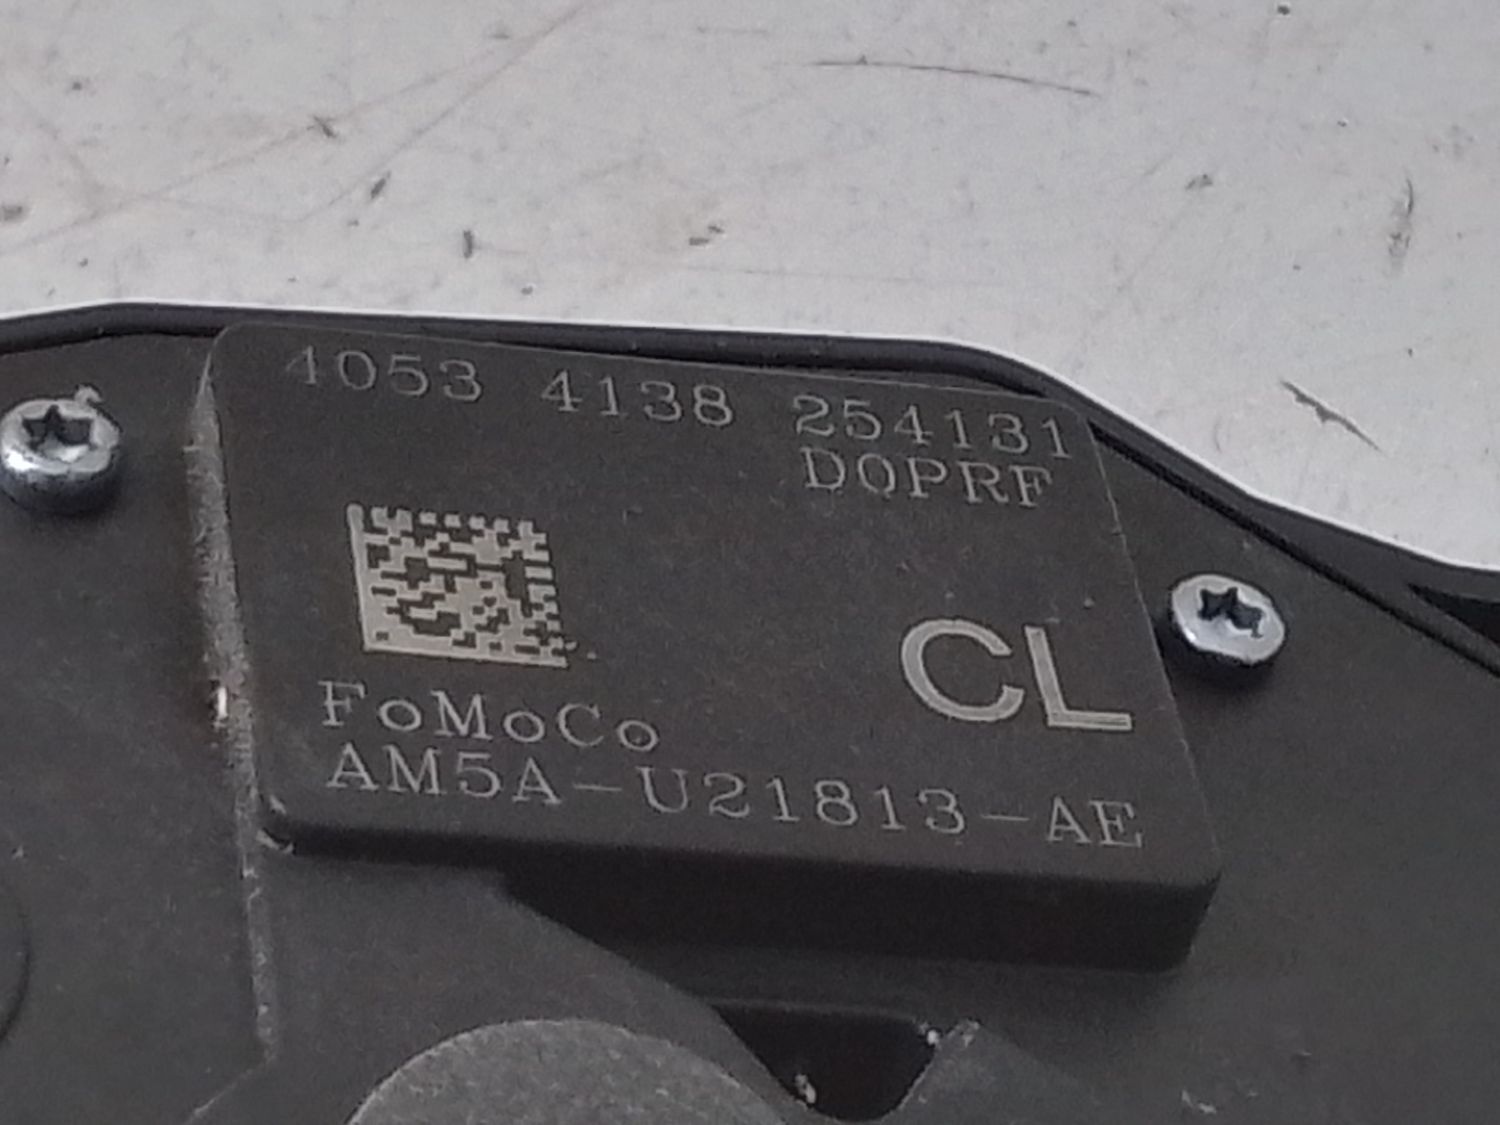 4053 4138 254131
D0PRF
CL
FoMoCo
AM5A-U21813-AE